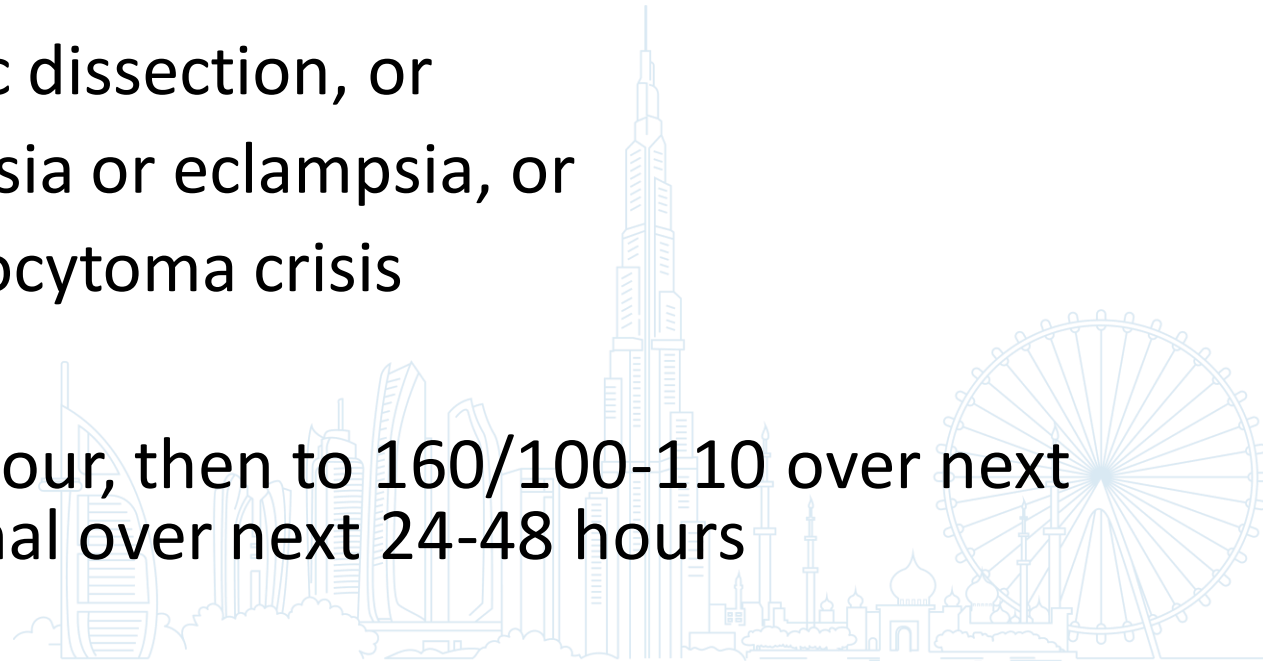 c dissection, or
sia or eclampsia, or
ocytoma crisis
our, then to 160/100-110 over next
nal over next 24-48 hours